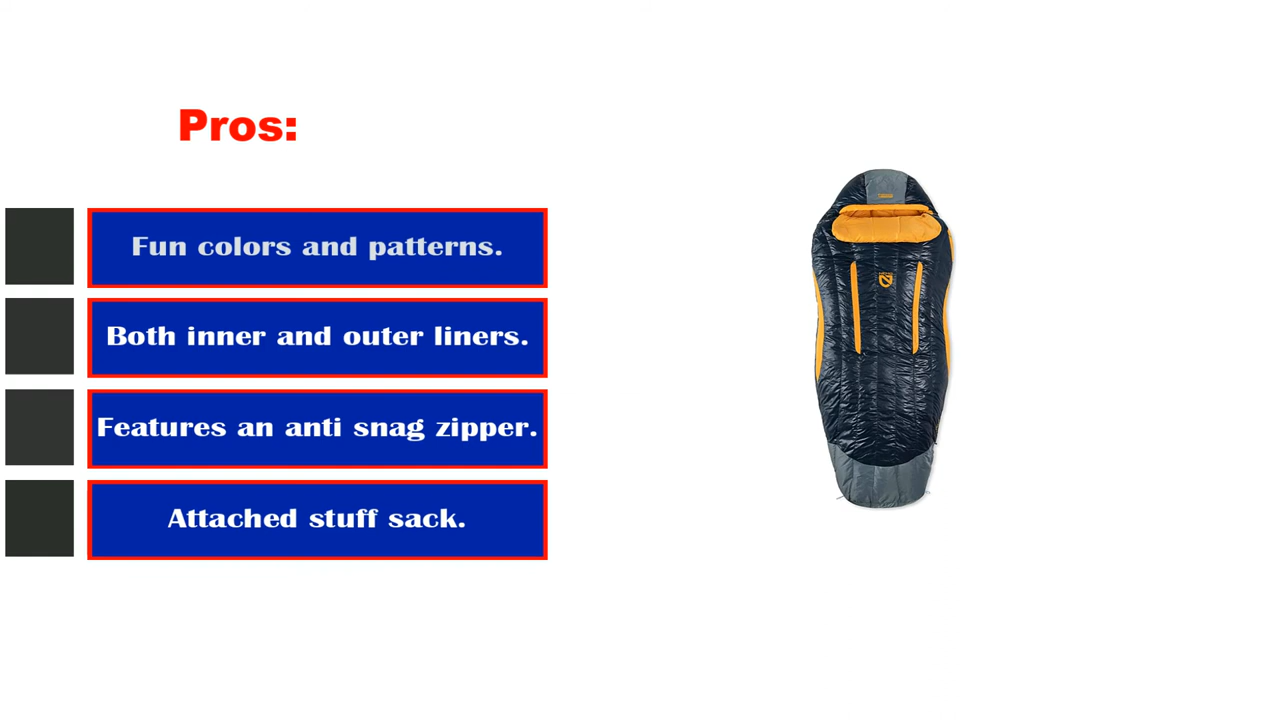 Pros:
Fun colors and patterns.
Both inner and outer liners.
Features an anti snag zipper.
Attached stuff sack.